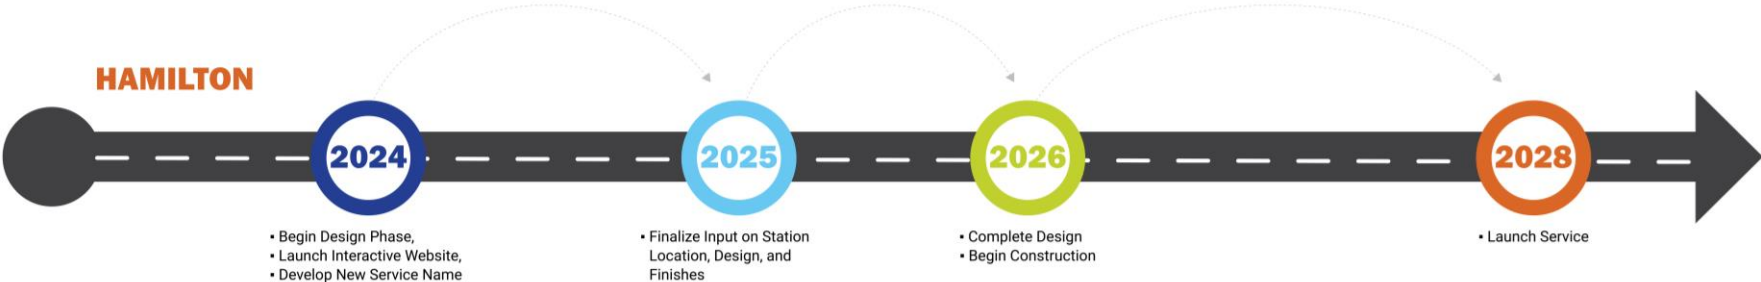 HAMILTON
2024
▪ Begin Design Phase,
▪ Launch Interactive Website,
▪ Develop New Service Name
2025
▪ Finalize Input on Station
Location, Design, and
Finishes
2026
▪ Complete Design
▪ Begin Construction
2028
▪ Launch Service